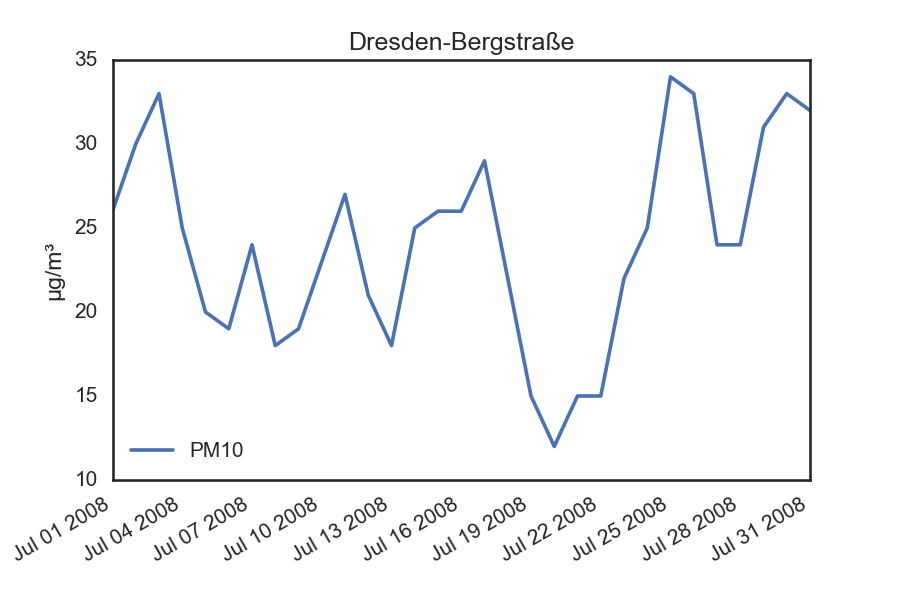 Dresden-Bergstraße
35
30
25
20
15
10
µg/m³
PM10
Jul 01 2008
Jul 04 2008
Jul 07 2008
Jul 10 2008
Jul 13 2008
Jul 16 2008
Jul 19 2008
Jul 22 2008
Jul 25 2008
Jul 28 2008
Jul 31 2008